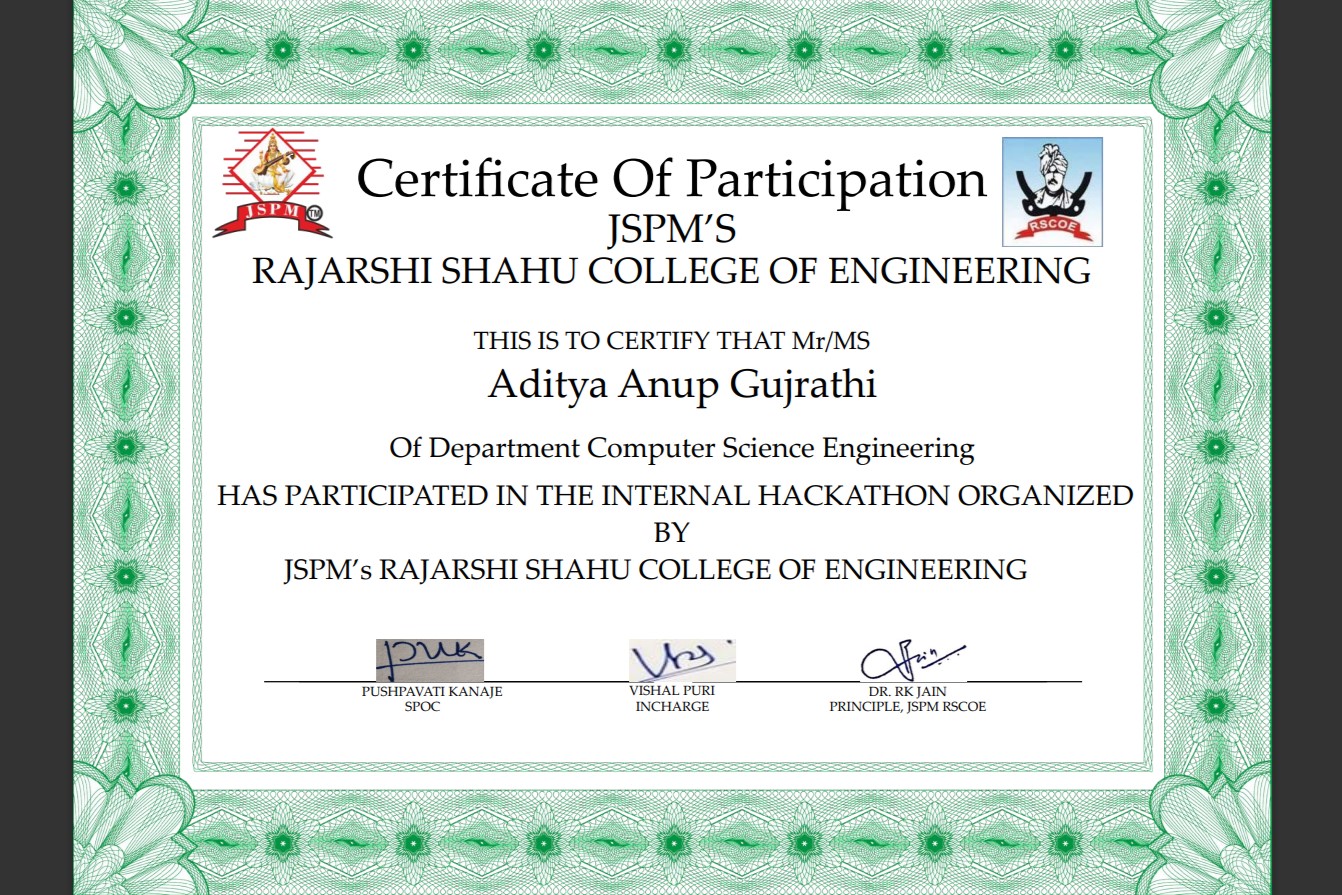 Certificate Of Participation
JSPM
TM
RSCOE
JSPM’S
RAJARSHI SHAHU COLLEGE OF ENGINEERING
THIS IS TO CERTIFY THAT Mr/MS
Aditya Anup Gujrathi
Of Department Computer Science Engineering
HAS PARTICIPATED IN THE INTERNAL HACKATHON ORGANIZED
BY
JSPM’s RAJARSHI SHAHU COLLEGE OF ENGINEERING
PUSHPAVATI KANAJE
SPOC
VISHAL PURI
INCHARGE
DR. RK JAIN
PRINCIPLE, JSPM RSCOE